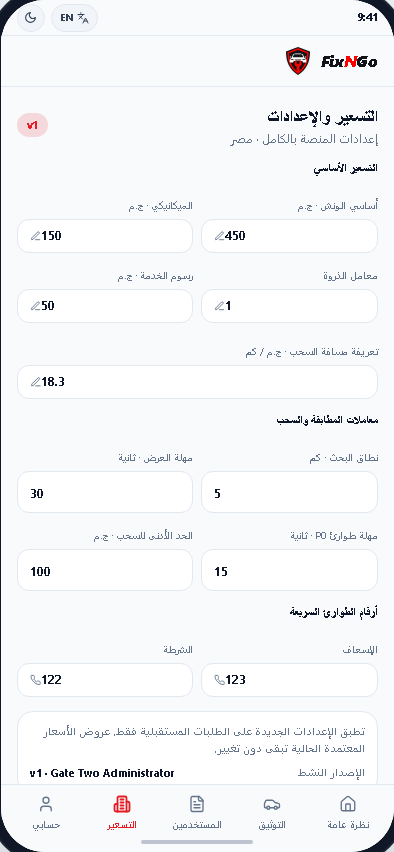 9:41
EN
FixNGo
التسعير والإعدادات
v1
إعدادات المنصة بالكامل · مصر
التسعير الأساسي
أساسي الونش · ج.م
الميكانيكي · ج.م
450
150
معامل الذروة
رسوم الخدمة · ج.م
1
50
تعريفة مسافة السحب · ج.م / كم
18.3
معاملات المطابقة والسحب
نطاق البحث · كم
مهلة العرض · ثانية
5
30
مهلة طوارئ P0 · ثانية
الحد الأدنى للسحب · ج.م
15
100
أرقام الطوارئ السريعة
الإسعاف
الشرطة
123
122
تطبق الإعدادات الجديدة على الطلبات المستقبلية فقط. عروض الأسعار
المعتمدة الحالية تبقى دون تغيير.
الإصدار النشط
v1 · Gate Two Administrator
نظرة عامة
التوثيق
المستخدمين
التسعير
حسابي